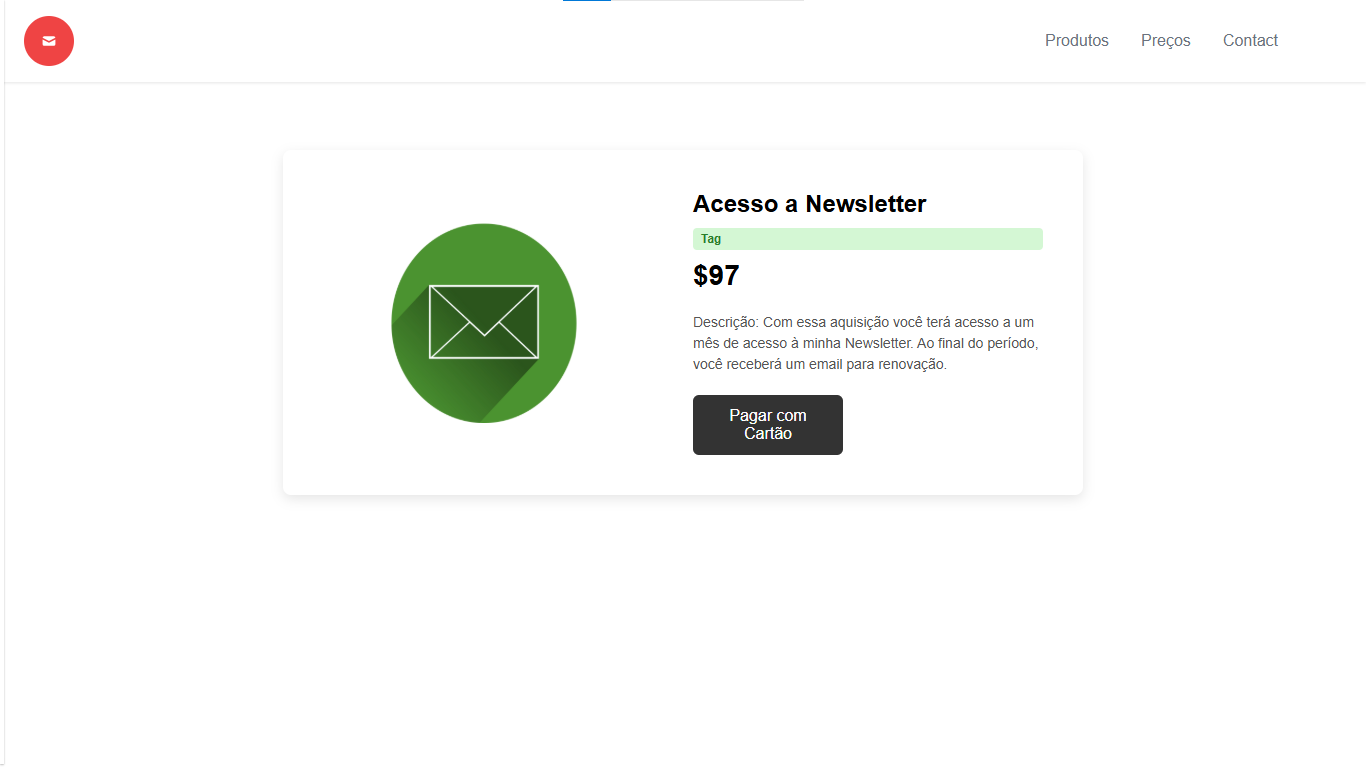 Produtos Preços Contact
Acesso a Newsletter
Tag
$97
Descrição: Com essa aquisição você terá acesso a um
mês de acesso à minha Newsletter. Ao final do período,
você receberá um email para renovação.
Pagar com
Cartão